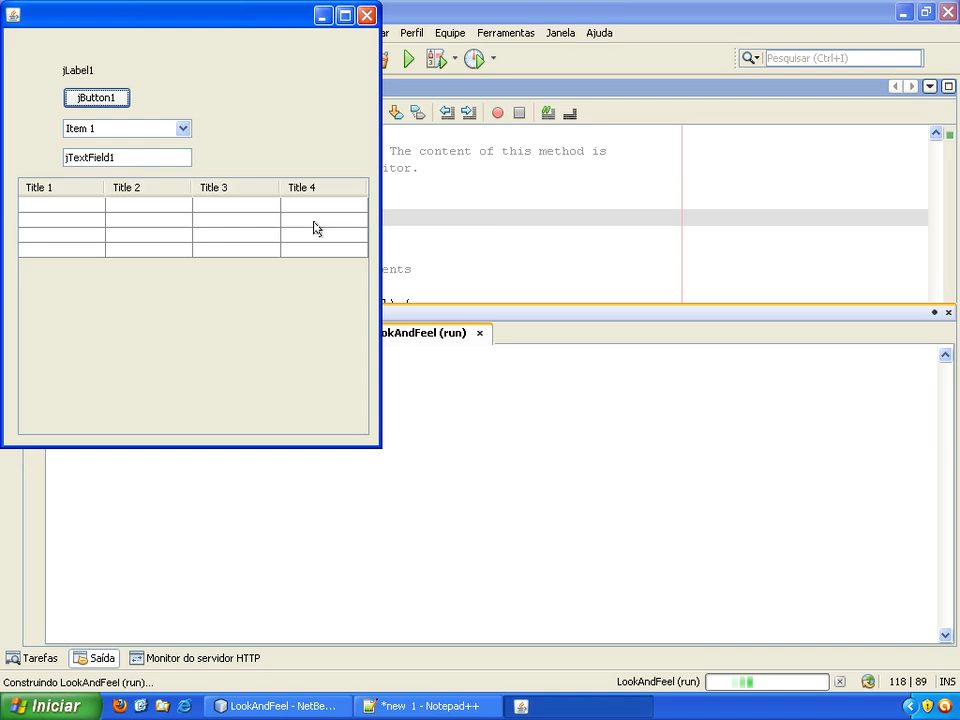 Perfil Equipe Ferramentas Janela Ajuda
Pesquisar (Ctrl+I)
jLabel1
jButton1
Item 1
jTextField1
Title 1 Title 2 Title 3 Title 4
The content of this method is
itor.
ents
okAndFeel (run)
Tarefas Saída Monitor do servidor HTTP
Construindo LookAndFeel (run)... LookAndFeel (run) 118 | 89 INS
Iniciar LookAndFeel - NetBe... *new 1 - Notepad++